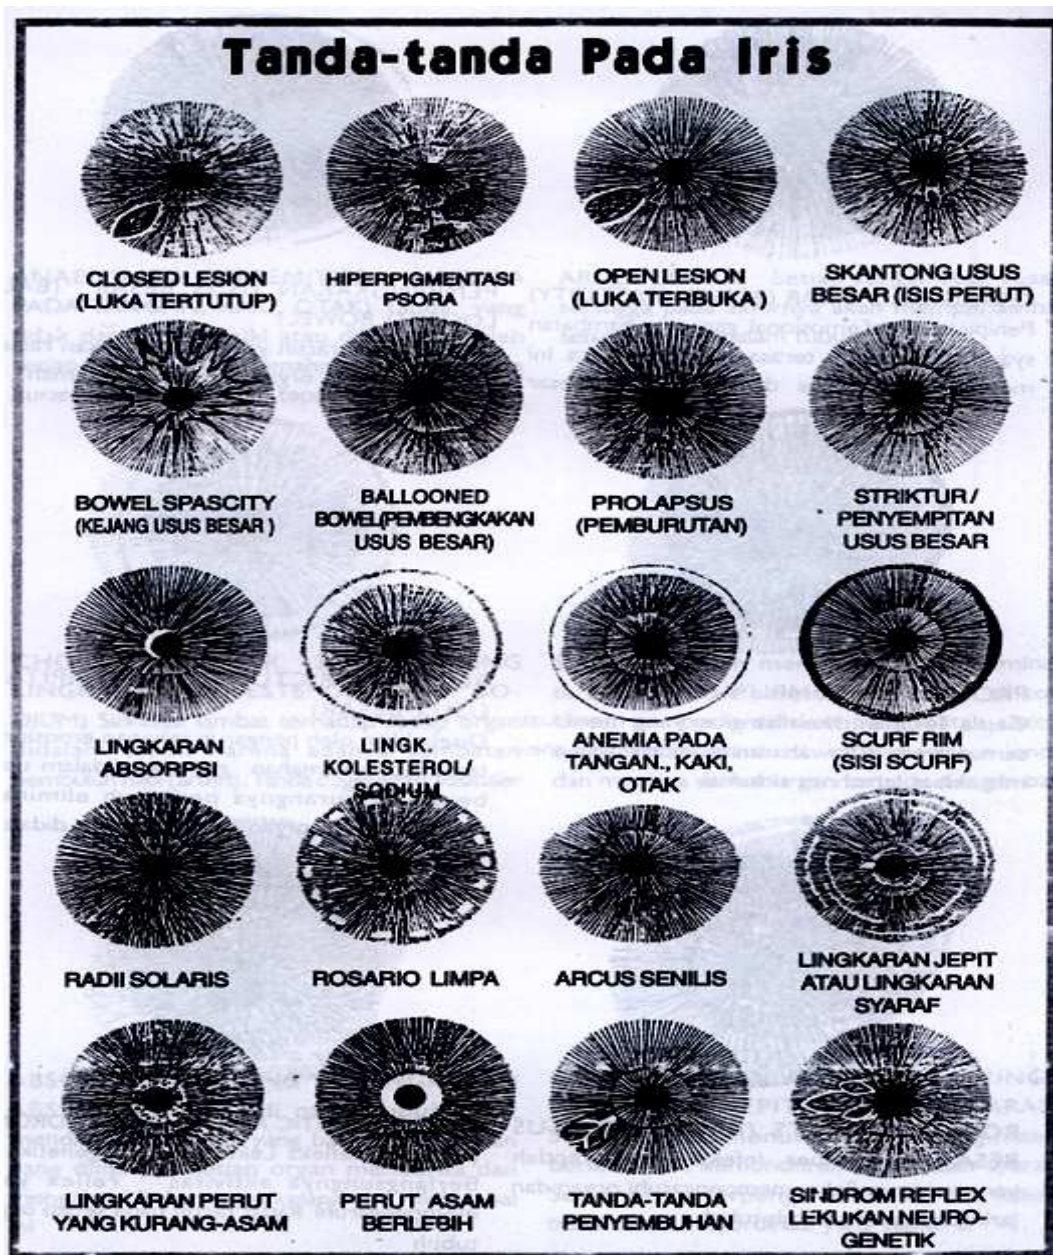 Tanda-tanda Pada Iris
CLOSED LESION
(LUKA TERTUTUP)
HIPERPIGMENTASI
PSORA
OPEN LESION
(LUKA TERBUKA )
SKANTONG USUS
BESAR (ISIS PERUT)
BOWEL SPASCITY
(KEJANG USUS BESAR )
BALLOONED
BOWEL(PEMBENGKAKAN
USUS BESAR)
PROLAPSUS
(PEMBURUTAN)
STRIKTUR /
PENYEMPITAN
USUS BESAR
LINGKARAN
ABSORPSI
LINGK.
KOLESTEROL/
SODIUM
ANEMIA PADA
TANGAN., KAKI,
OTAK
SCURF RIM
(SISI SCURF)
RADII SOLARIS
ROSARIO LIMPA
ARCUS SENILIS
LINGKARAN JEPIT
ATAU LINGKARAN
SYARAF
LINGKARAN PERUT
YANG KURANG-ASAM
PERUT ASAM
BERLEBIH
TANDA-TANDA
PENYEMBUHAN
SINDROM REFLEX
LEKUKAN NEURO-
GENETIK